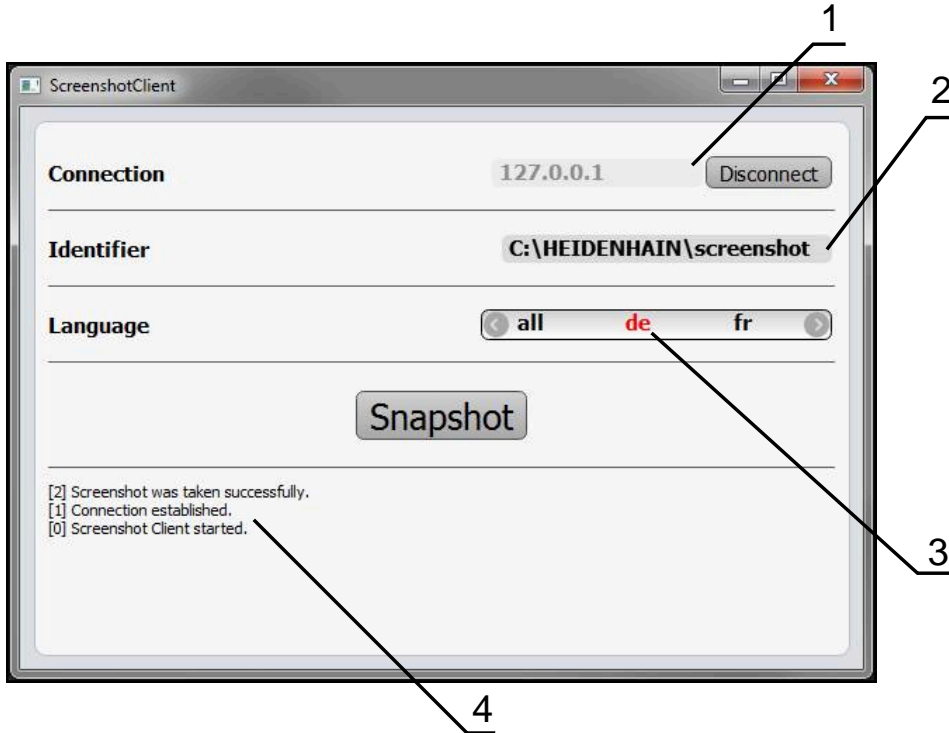 1
ScreenshotClient
2
Connection 127.0.0.1 Disconnect
Identifier C:\HEIDENHAIN\screenshot
Language all de fr
Snapshot
[2] Screenshot was taken successfully.
[1] Connection established.
[0] Screenshot Client started.
3
4